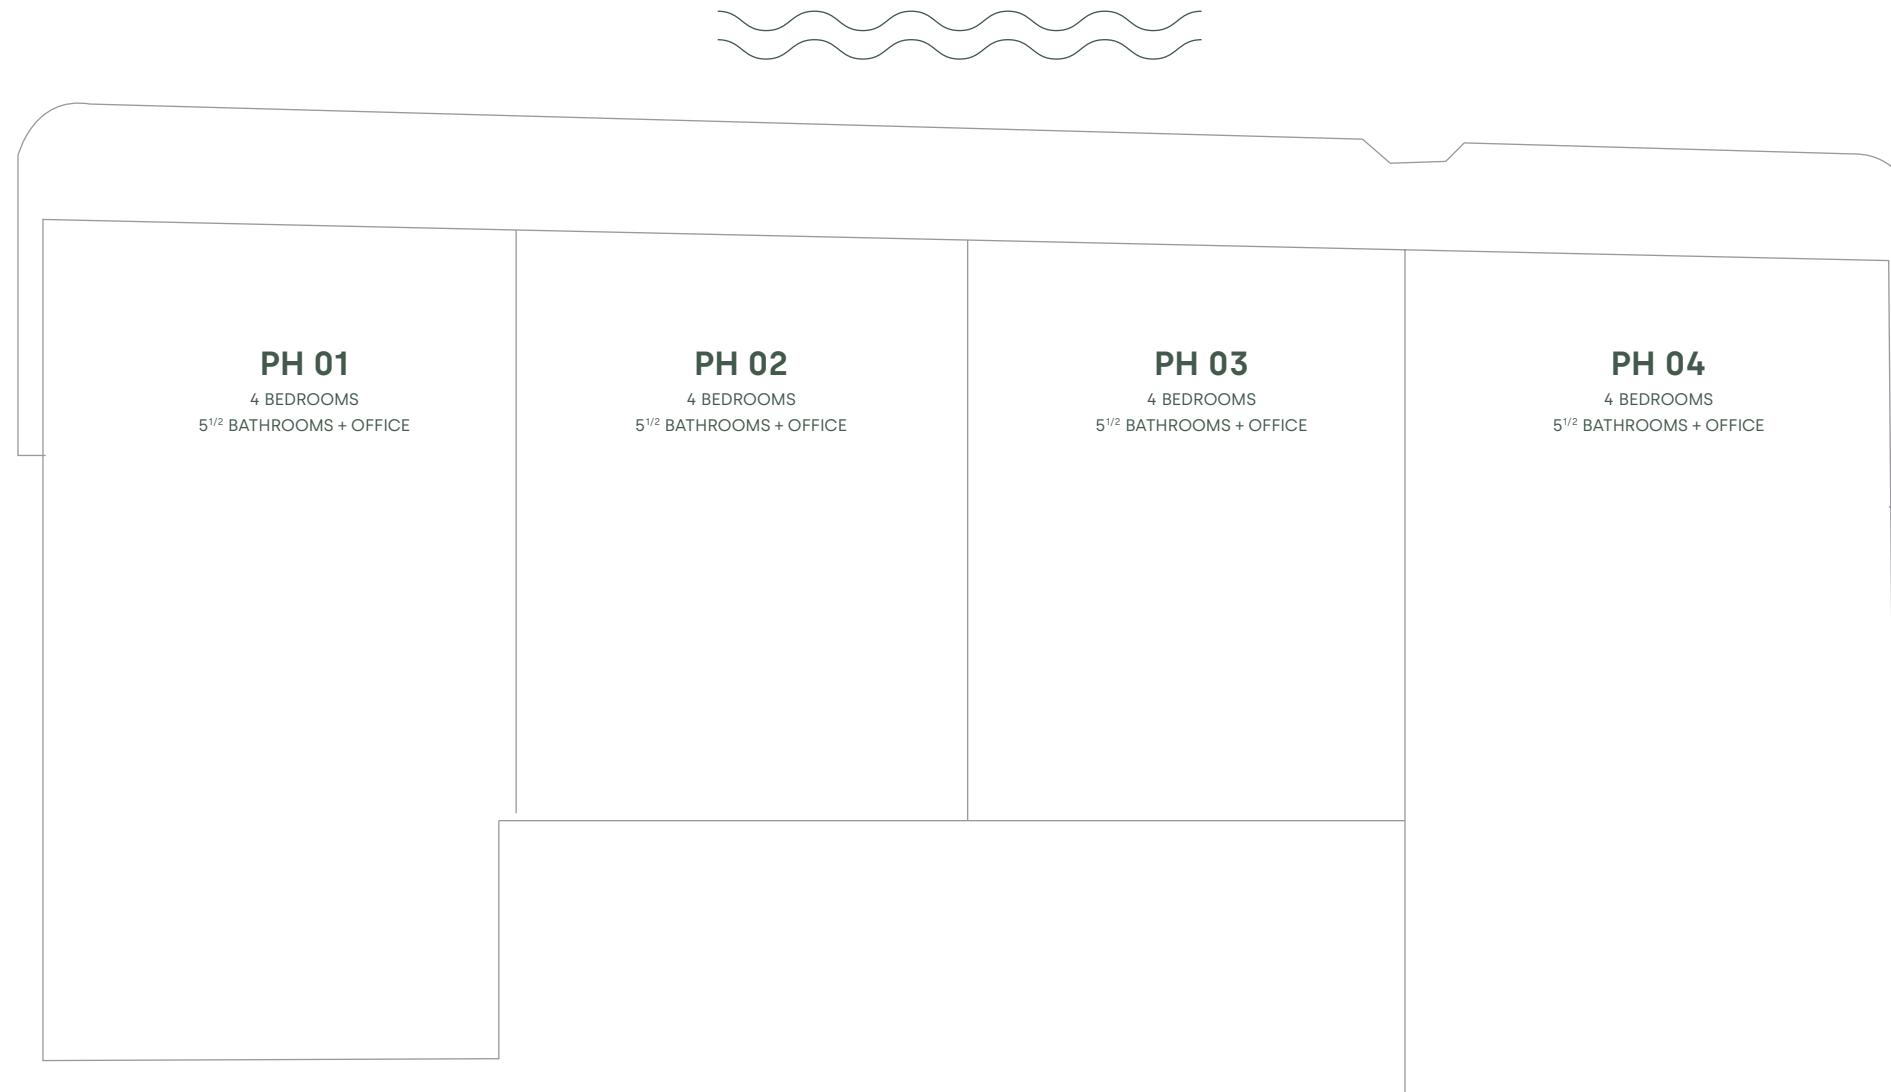 PH 01
4 BEDROOMS
5 1/2 BATHROOMS + OFFICE
PH 02
4 BEDROOMS
5 1/2 BATHROOMS + OFFICE
PH 03
4 BEDROOMS
5 1/2 BATHROOMS + OFFICE
PH 04
4 BEDROOMS
5 1/2 BATHROOMS + OFFICE